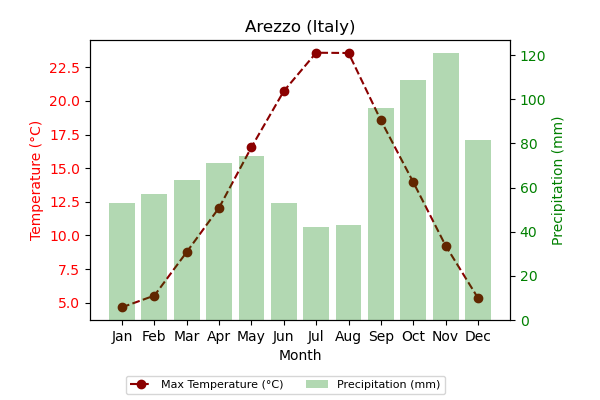 Arezzo (Italy)
Temperature (°C)
22.5
20.0
17.5
15.0
12.5
10.0
7.5
5.0
120
100
80
60
40
20
0
Precipitation (mm)
Jan Feb Mar Apr May Jun Jul Aug Sep Oct Nov Dec
Month
Max Temperature (°C) Precipitation (mm)